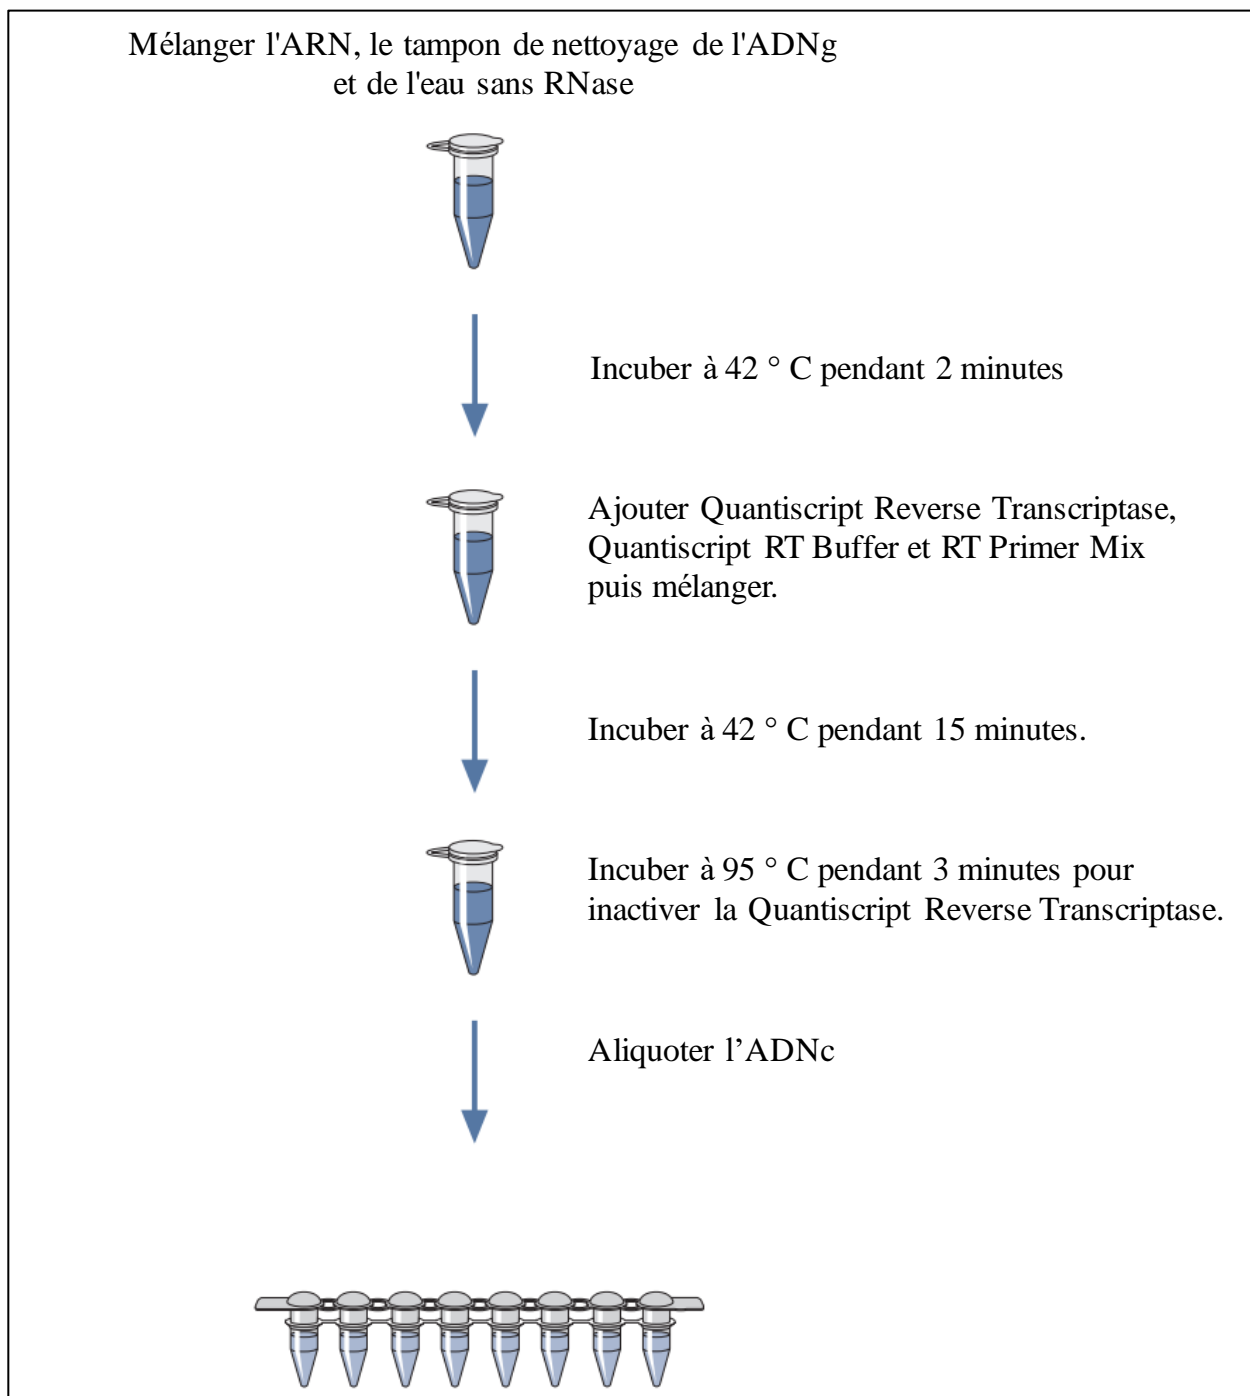 Mélanger l'ARN, le tampon de nettoyage de l'ADNg
et de l'eau sans RNase
Incuber à 42 ° C pendant 2 minutes
Ajouter Quantiscript Reverse Transcriptase,
Quantiscript RT Buffer et RT Primer Mix
puis mélanger.
Incuber à 42 ° C pendant 15 minutes.
Incuber à 95 ° C pendant 3 minutes pour
inactiver la Quantiscript Reverse Transcriptase.
Aliquoter l’ADNc